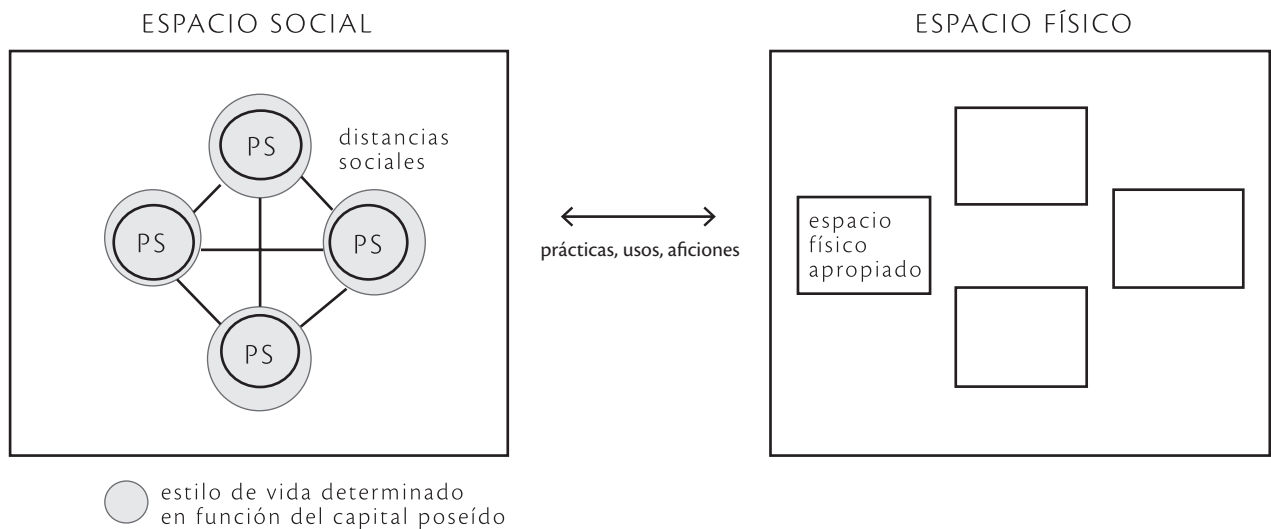 ESPACIO SOCIAL
PS
distancias
sociales
PS
PS
PS
estilo de vida determinado
en función del capital poseído
prácticas, usos, aficiones
ESPACIO FÍSICO
espacio
físico
apropiado